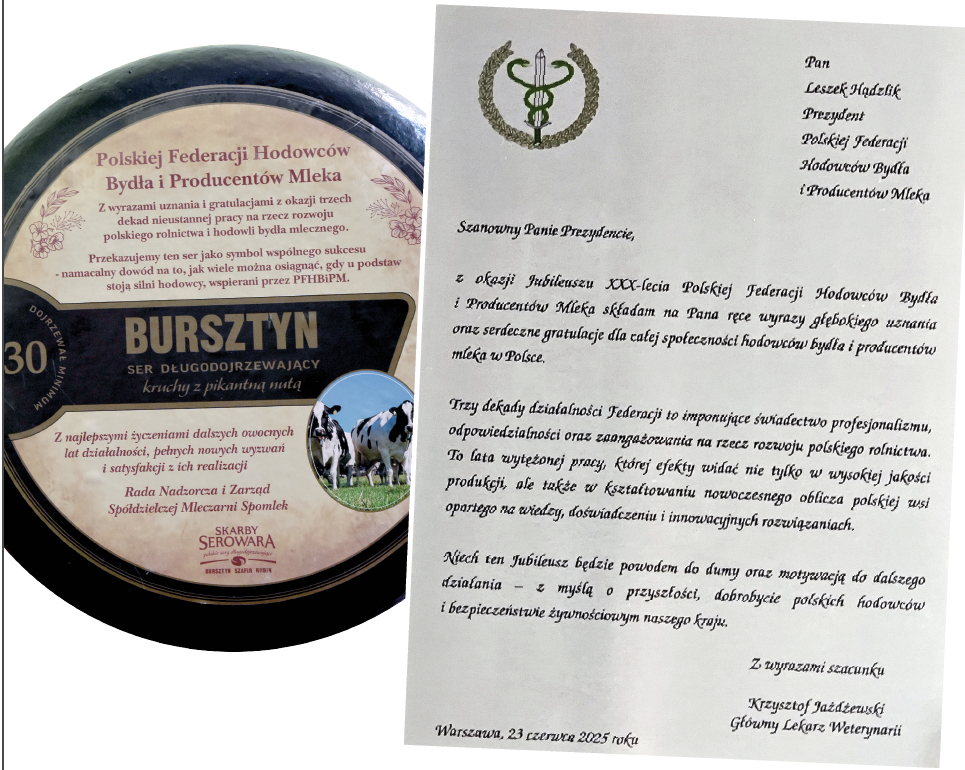 Polskiej Federacji Hodowców
Bydła i Producentów Mleka
Z wyrazami uznania i gratulacjami z okazji trzech
dekad nieustannej pracy na rzecz rozwoju
polskiego rolnictwa i hodowli bydła mlecznego.
Przekazujemy ten ser jako symbol wspólnego sukcesu
- namacalny dowód na to, jak wiele można osiągnąć, gdy u podstaw
stoją silni hodowcy, wspierani przez PFHBiPM.
DOJRZEWAŁ MINIMUM
30
BURSZTYN
SER DŁUGODOJRZEWAJĄCY
kruchy z pikantną nutą
Z najlepszymi życzeniami dalszych owocnych
lat działalności, pełnych nowych wyzwań
i satysfakcji z ich realizacji
Rada Nadzorcza i Zarząd
Spółdzielczej Mleczarni Spomlek
SKARBY
SEROWARA
polskie sery długodojrzewające
BURSZTYN SZAFIR RUBIN
Pan
Leszek Hądzlik
Prezydent
Polskiej Federacji
Hodowców Bydła
i Producentów Mleka
Szanowny Panie Prezydencie,
z okazji Jubileuszu XXX-lecia Polskiej Federacji Hodowców Bydła
i Producentów Mleka składam na Pana ręce wyrazy głębokiego uznania
oraz serdeczne gratulacje dla całej społeczności hodowców bydła i producentów
mleka w Polsce.
Trzy dekady działalności Federacji to imponujące świadectwo profesjonalizmu,
odpowiedzialności oraz zaangażowania na rzecz rozwoju polskiego rolnictwa.
To lata wytężonej pracy, której efekty widać nie tylko w wysokiej jakości
produkcji, ale także w kształtowaniu nowoczesnego oblicza polskiej wsi
opartego na wiedzy, doświadczeniu i innowacyjnych rozwiązaniach.
Niech ten Jubileusz będzie powodem do dumy oraz motywacją do dalszego
działania – z myślą o przyszłości, dobrobycie polskich hodowców
i bezpieczeństwie żywnościowym naszego kraju.
Z wyrazami szacunku
Krzysztof Jażdżewski
Główny Lekarz Weterynarii
Warszawa, 23 czerwca 2025 roku